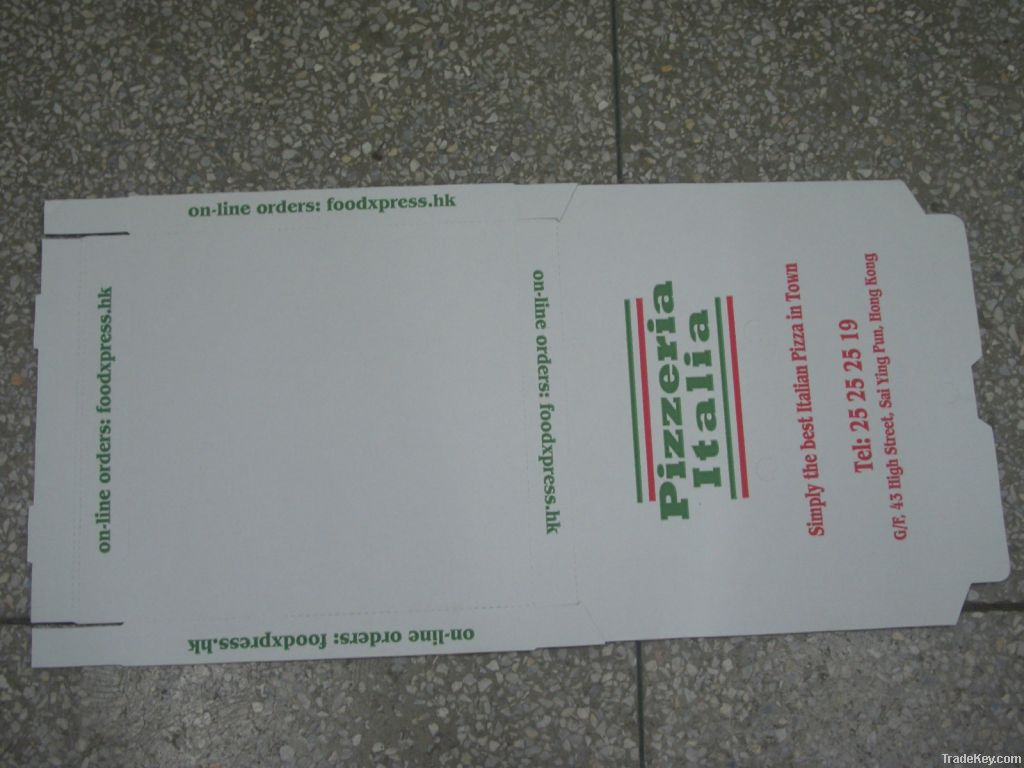 on-line orders: foodxpress.hk
on-line orders: foodxpress.hk
on-line orders: foodxpress.hk
on-line orders: foodxpress.hk
Pizzeria
Italia
Simply the best Italian Pizza in Town
Tel: 25 25 25 19
G/F, 43 High Street, Sai Ying Pun, Hong Kong
TradeKey.com